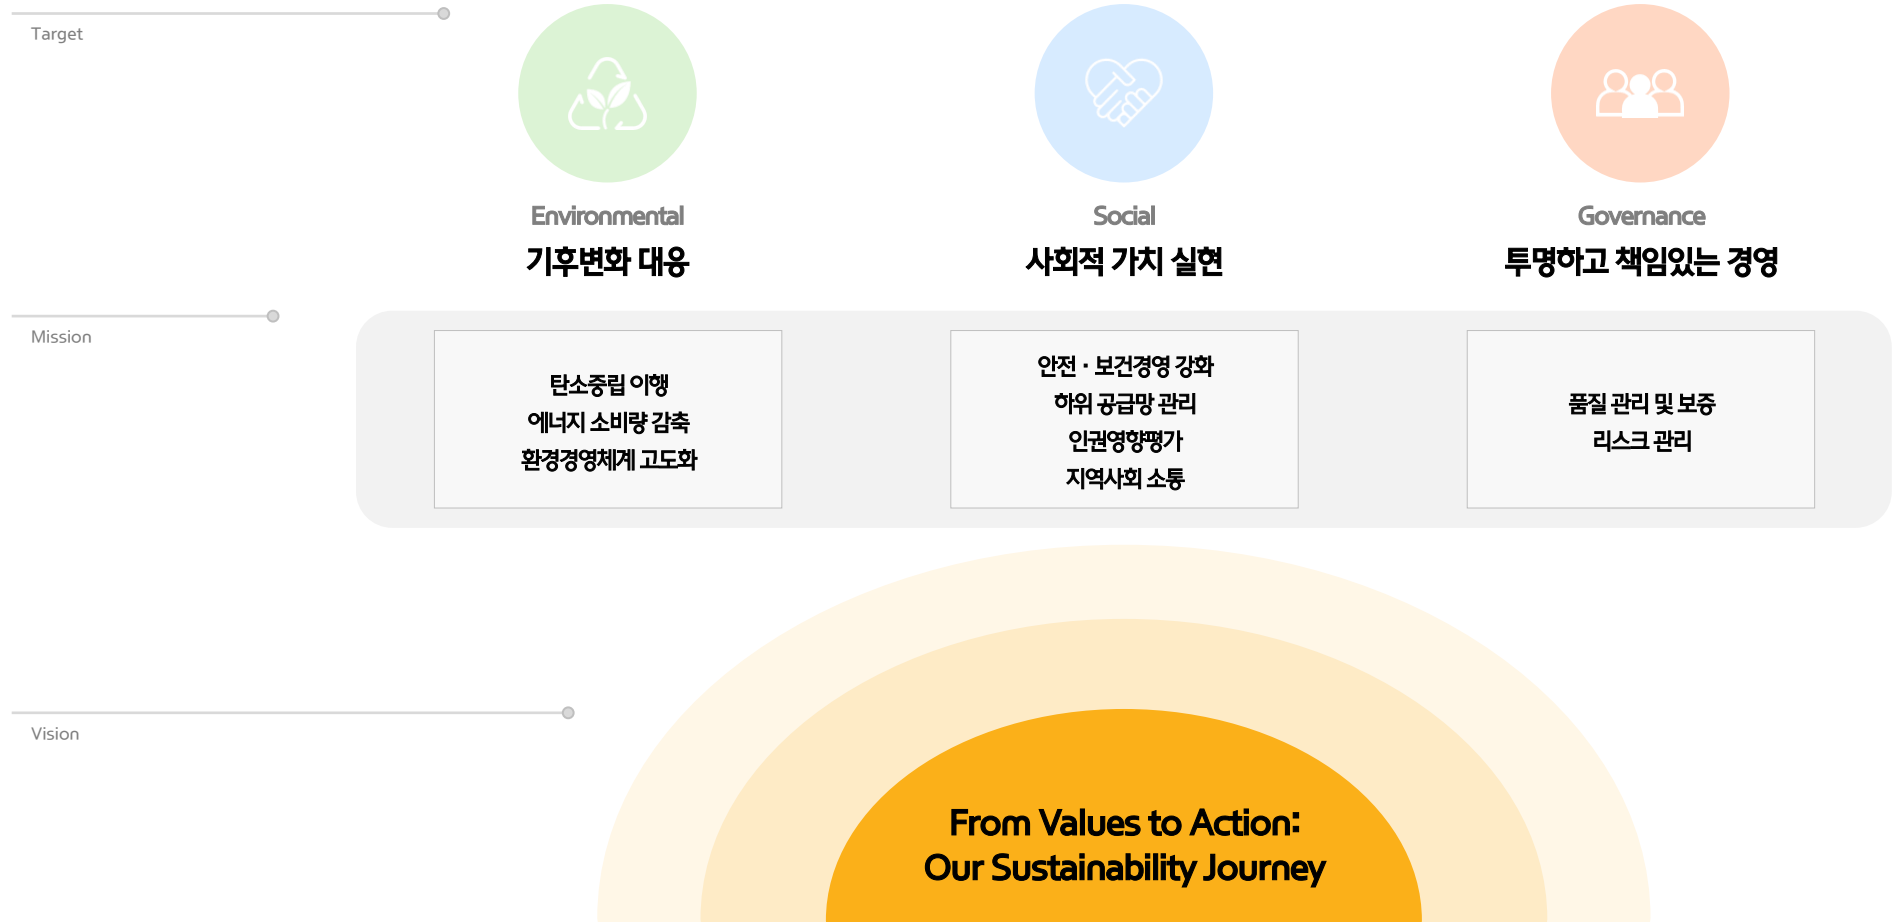 Target
Environmental
기후변화 대응
Social
사회적 가치 실현
Governance
투명하고 책임있는 경영
Mission
탄소중립 이행
에너지 소비량 감축
환경경영체계 고도화
안전 · 보건경영 강화
하위 공급망 관리
인권영향평가
지역사회 소통
품질 관리 및 보증
리스크 관리
Vision
From Values to Action:
Our Sustainability Journey